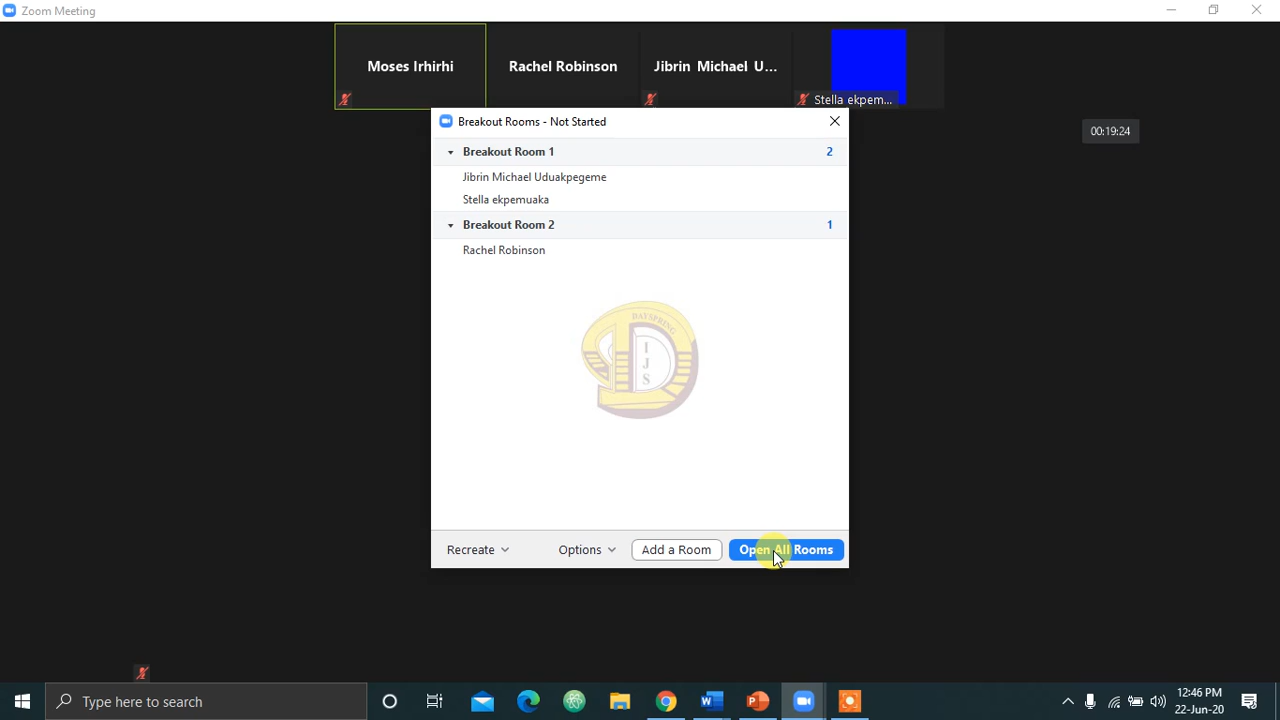 Zoom Meeting
Moses Irhirhi
Rachel Robinson
Jibrin Michael U...
Stella ekpem...
00:19:24
Breakout Rooms - Not Started
Breakout Room 1 2
Jibrin Michael Uduakpegeme
Stella ekpemuaka
Breakout Room 2 1
Rachel Robinson
DAYSPRING
I
J
S
Recreate
Options
Add a Room
Open All Rooms
Type here to search
12:46 PM
22-Jun-20